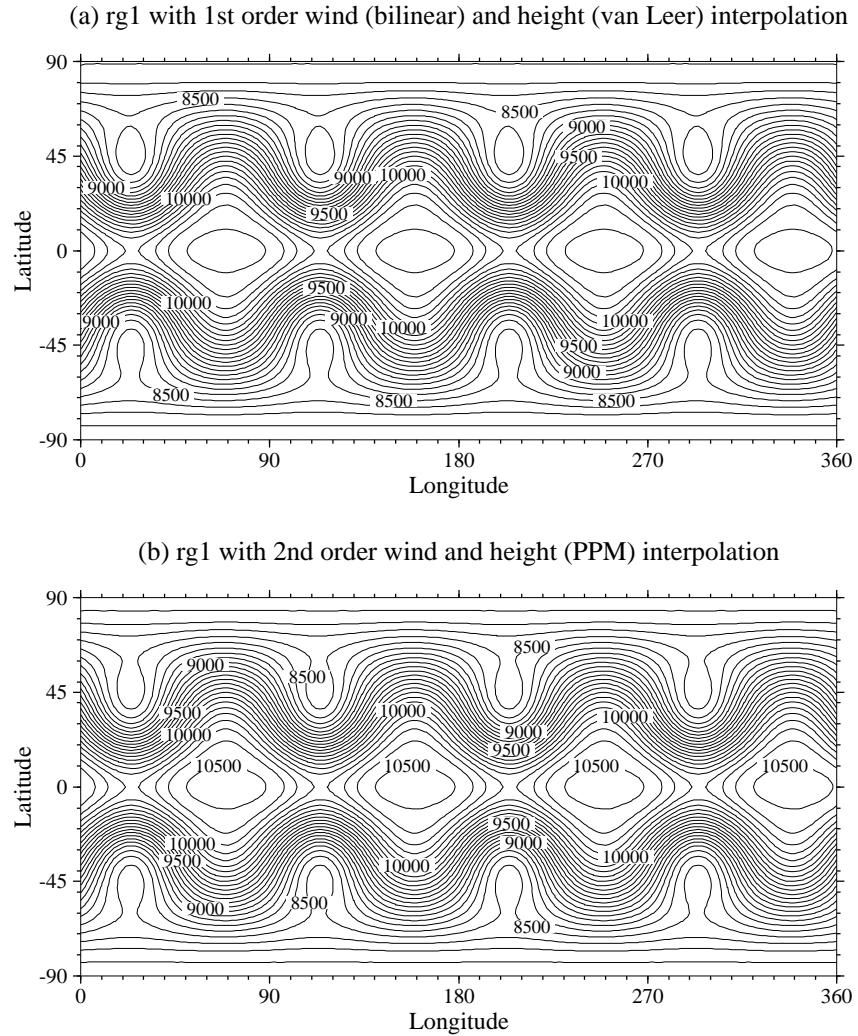 (a) rg1 with 1st order wind (bilinear) and height (van Leer) interpolation
90
8500 8500
9000
9500
45
9000 10000 9000 10000 10000
9500
0
Latitude
10000 9500 10000
9000 9000 10000
-45
9500
9000
8500 8500 8500
-90
0 90 180 270 360
Longitude
(b) rg1 with 2nd order wind and height (PPM) interpolation
90
8500
9000 8500
45
9500 10000 10000
10000 9000
9500
10500 10500 10500 10500
0
Latitude
9500
10000 9000
9500 10000 10000
-45
9000 8500
8500
-90
0 90 180 270 360
Longitude